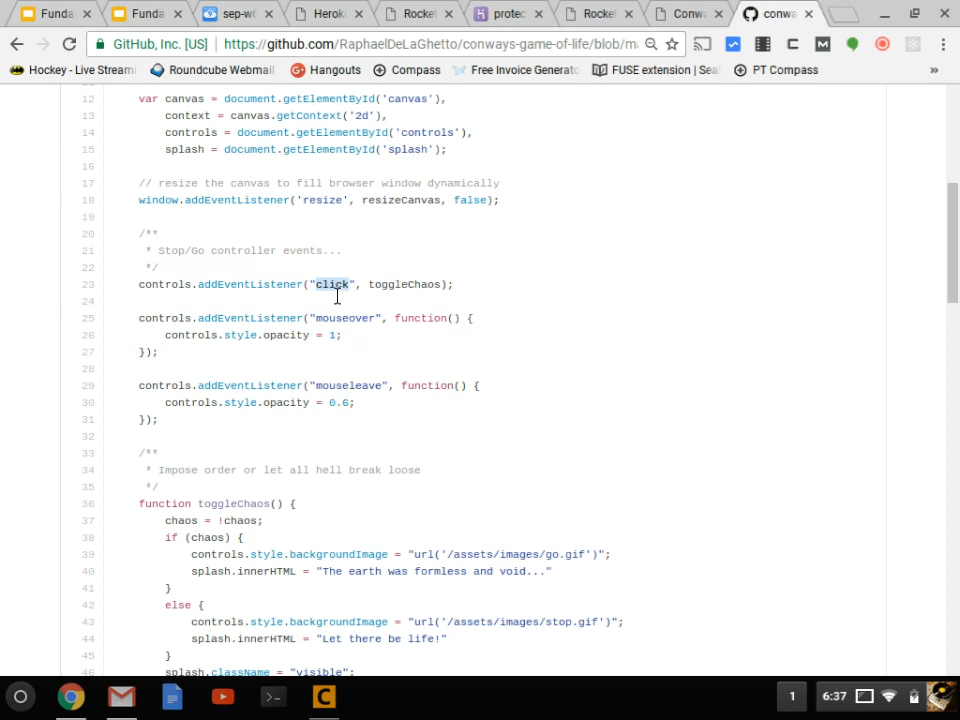 Funda
Funda
sep-w
Herok
Rocke
protec
Rocke
Conw
conwa
GitHub, Inc. [US] https://github.com/RaphaelDeLaGhetto/conways-game-of-life/blob/ma
Hockey - Live Stream
Roundcube Webmail
Hangouts
Compass
Free Invoice Generato
FUSE extension | Sea
PT Compass
»
12 var canvas = document.getElementById('canvas'),
13 context = canvas.getContext('2d'),
14 controls = document.getElementById('controls'),
15 splash = document.getElementById('splash');
16
17 // resize the canvas to fill browser window dynamically
18 window.addEventListener('resize', resizeCanvas, false);
19
20 /**
21 * Stop/Go controller events...
22 */
23 controls.addEventListener("click", toggleChaos);
24
25 controls.addEventListener("mouseover", function() {
26 controls.style.opacity = 1;
27 });
28
29 controls.addEventListener("mouseleave", function() {
30 controls.style.opacity = 0.6;
31 });
32
33 /**
34 * Impose order or let all hell break loose
35 */
36 function toggleChaos() {
37 chaos = !chaos;
38 if (chaos) {
39 controls.style.backgroundImage = "url('/assets/images/go.gif')";
40 splash.innerHTML = "The earth was formless and void..."
41 }
42 else {
43 controls.style.backgroundImage = "url('/assets/images/stop.gif')";
44 splash.innerHTML = "Let there be life!"
45 }
46 splash.className = "visible";
1
6:37